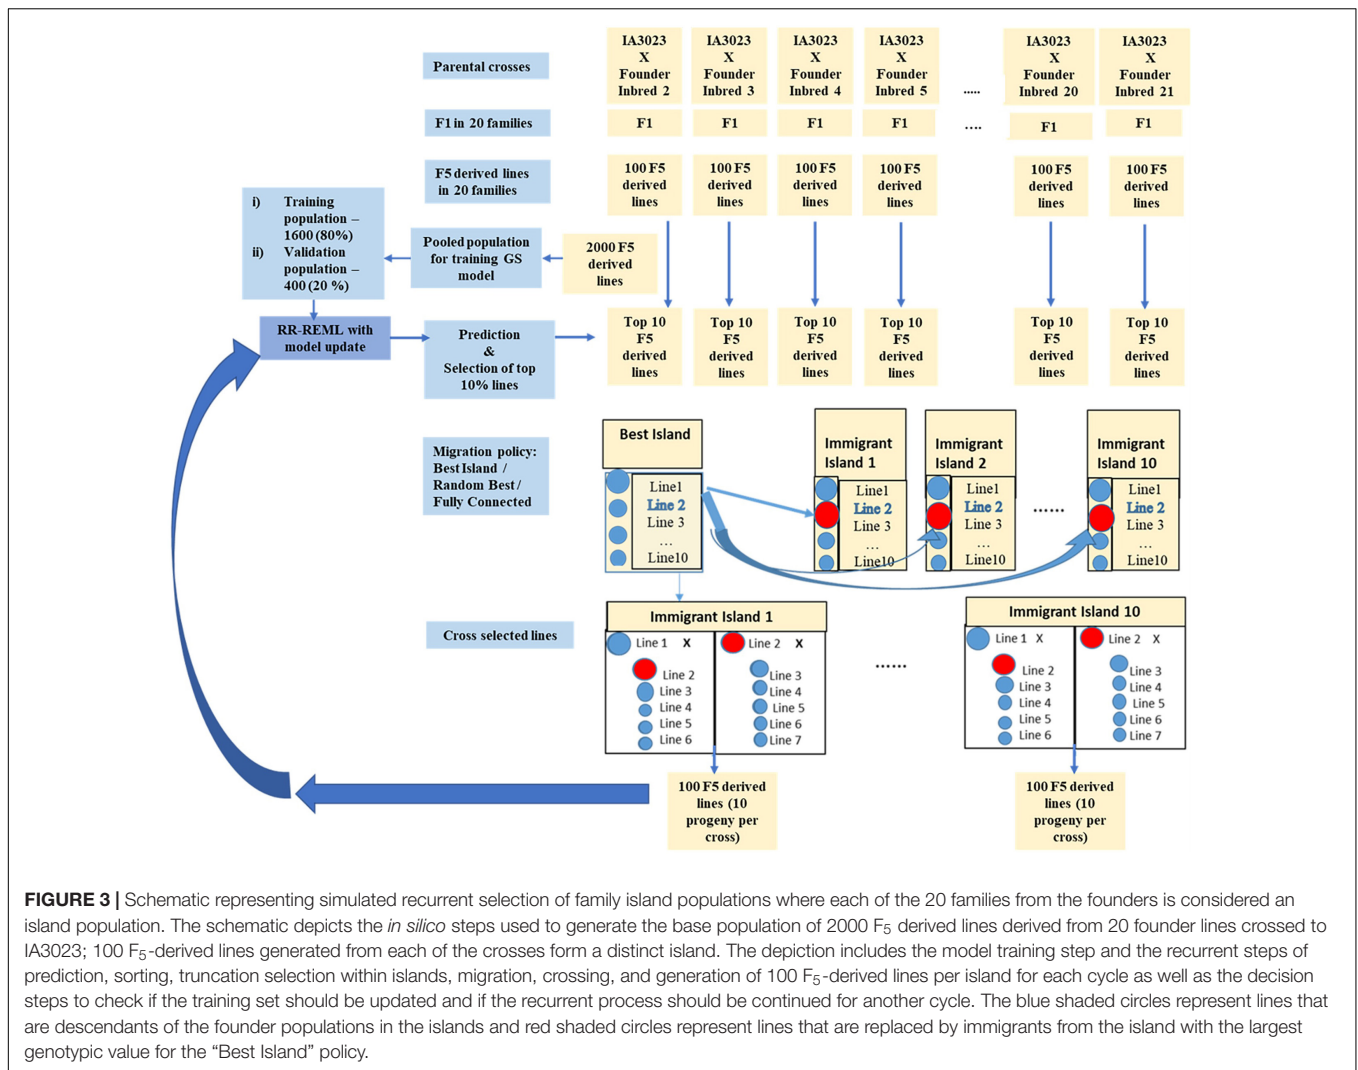 Parental crosses
IA3023
X
Founder
Inbred 2
IA3023
X
Founder
Inbred 3
IA3023
X
Founder
Inbred 4
IA3023
X
Founder
Inbred 5
.....
IA3023
X
Founder
Inbred 20
IA3023
X
Founder
Inbred 21
F1 in 20 families
F1
F1
F1
F1
....
F1
F1
F5 derived lines
in 20 families
100 F5
derived
lines
100 F5
derived
lines
100 F5
derived
lines
100 F5
derived
lines
100 F5
derived
lines
100 F5
derived
lines
i) Training
population –
1600 (80%)
ii) Validation
population –
400 (20 %)
Pooled population
for training GS
model
2000 F5
derived
lines
RR-REML with
model update
Prediction
&
Selection of top
10% lines
Top 10
F5
derived
lines
Top 10
F5
derived
lines
Top 10
F5
derived
lines
Top 10
F5
derived
lines
Top 10
F5
derived
lines
Top 10
F5
derived
lines
Migration policy:
Best Island /
Random Best /
Fully Connected
Best Island
Line1
Line 2
Line 3
...
Line10
Immigrant
Island 1
Line1
Line 2
Line 3
...
Line10
Immigrant
Island 2
Line1
Line 2
Line 3
...
Line10
......
Immigrant
Island 10
Line1
Line 2
Line 3
...
Line10
Cross selected lines
Immigrant Island 1
Line 1 X
Line 2
Line 3
Line 4
Line 5
Line 6
Line 2 X
Line 3
Line 4
Line 5
Line 6
Line 7
......
Immigrant Island 10
Line 1 X
Line 2
Line 3
Line 4
Line 5
Line 6
Line 2 X
Line 3
Line 4
Line 5
Line 6
Line 7
100 F5 derived
lines (10
progeny per
cross)
100 F5 derived
lines (10
progeny per
cross)
FIGURE 3 | Schematic representing simulated recurrent selection of family island populations where each of the 20 families from the founders is considered an
island population. The schematic depicts the in silico steps used to generate the base population of 2000 F5 derived lines derived from 20 founder lines crossed to
IA3023; 100 F5-derived lines generated from each of the crosses form a distinct island. The depiction includes the model training step and the recurrent steps of
prediction, sorting, truncation selection within islands, migration, crossing, and generation of 100 F5-derived lines per island for each cycle as well as the decision
steps to check if the training set should be updated and if the recurrent process should be continued for another cycle. The blue shaded circles represent lines that
are descendants of the founder populations in the islands and red shaded circles represent lines that are replaced by immigrants from the island with the largest
genotypic value for the “Best Island” policy.